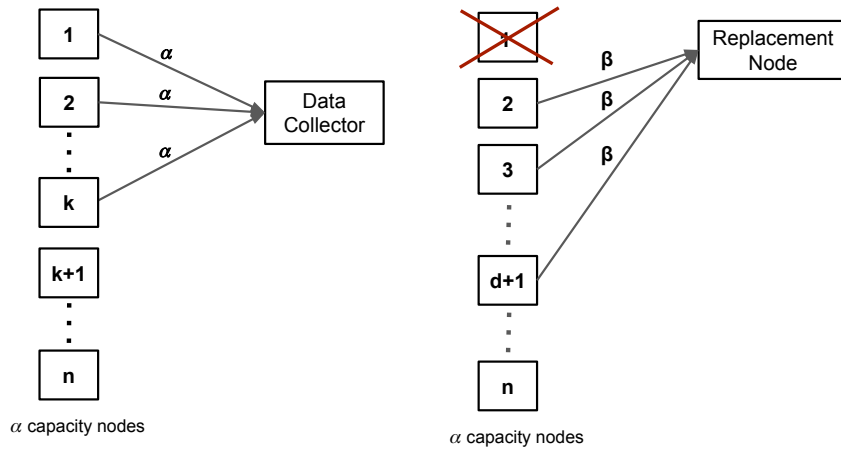 1
α
2
α
Data
Collector
α
k
k+1
n
α capacity nodes
1
Replacement
Node
β
2
β
3
β
d+1
n
α capacity nodes